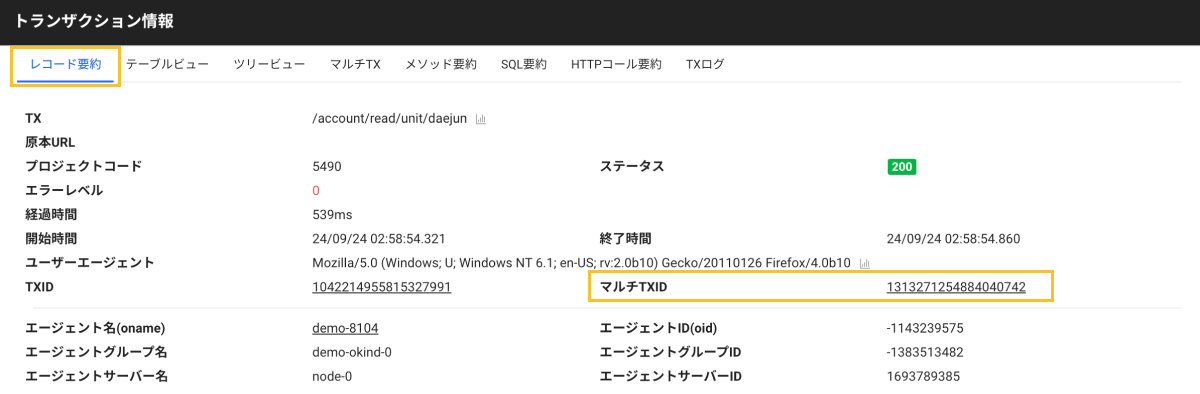 トランザクション情報
レコード要約 テーブルビュー ツリービュー マルチTX メソッド要約 SQL要約 HTTPコール要約 TXログ
TX /account/read/unit/daejun
原本URL
プロジェクトコード 5490 ステータス 200
エラーレベル 0
経過時間 539ms
開始時間 24/09/24 02:58:54.321 終了時間 24/09/24 02:58:54.860
ユーザーエージェント Mozilla/5.0 (Windows; U; Windows NT 6.1; en-US; rv:2.0b10) Gecko/20110126 Firefox/4.0b10
TXID 1042214955815327991 マルチTXID 1313271254884040742
エージェント名(oname) demo-8104 エージェントID(oid) -1143239575
エージェントグループ名 demo-okind-0 エージェントグループID -1383513482
エージェントサーバー名 node-0 エージェントサーバーID 1693789385